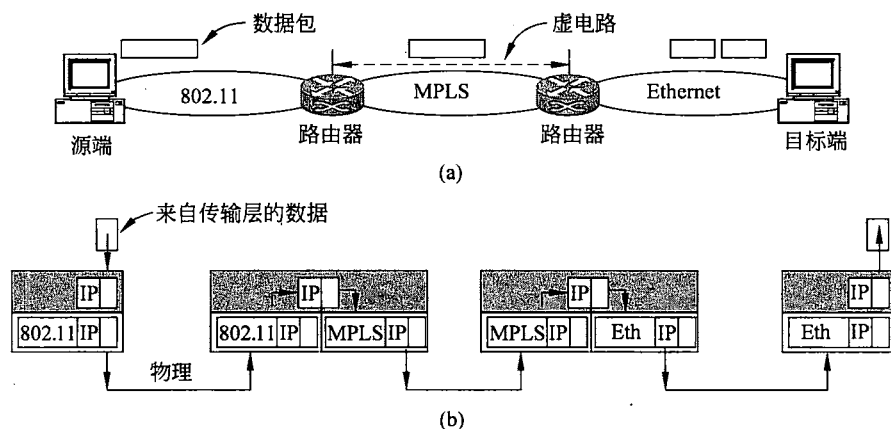 数据包
虚电路
802.11
MPLS
Ethernet
源端
路由器
路由器
目标端
(a)
来自传输层的数据
IP
IP
IP
IP
802.11 IP
802.11 IP MPLS IP
MPLS IP Eth IP
Eth IP
物理
(b)